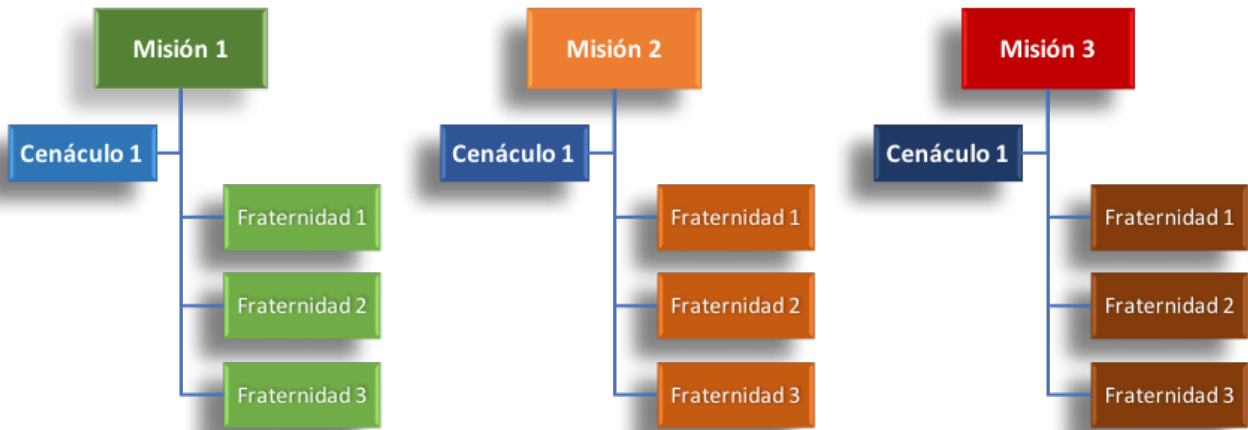 Misión 1
Cenáculo 1
Fraternidad 1
Fraternidad 2
Fraternidad 3
Misión 2
Cenáculo 1
Fraternidad 1
Fraternidad 2
Fraternidad 3
Misión 3
Cenáculo 1
Fraternidad 1
Fraternidad 2
Fraternidad 3